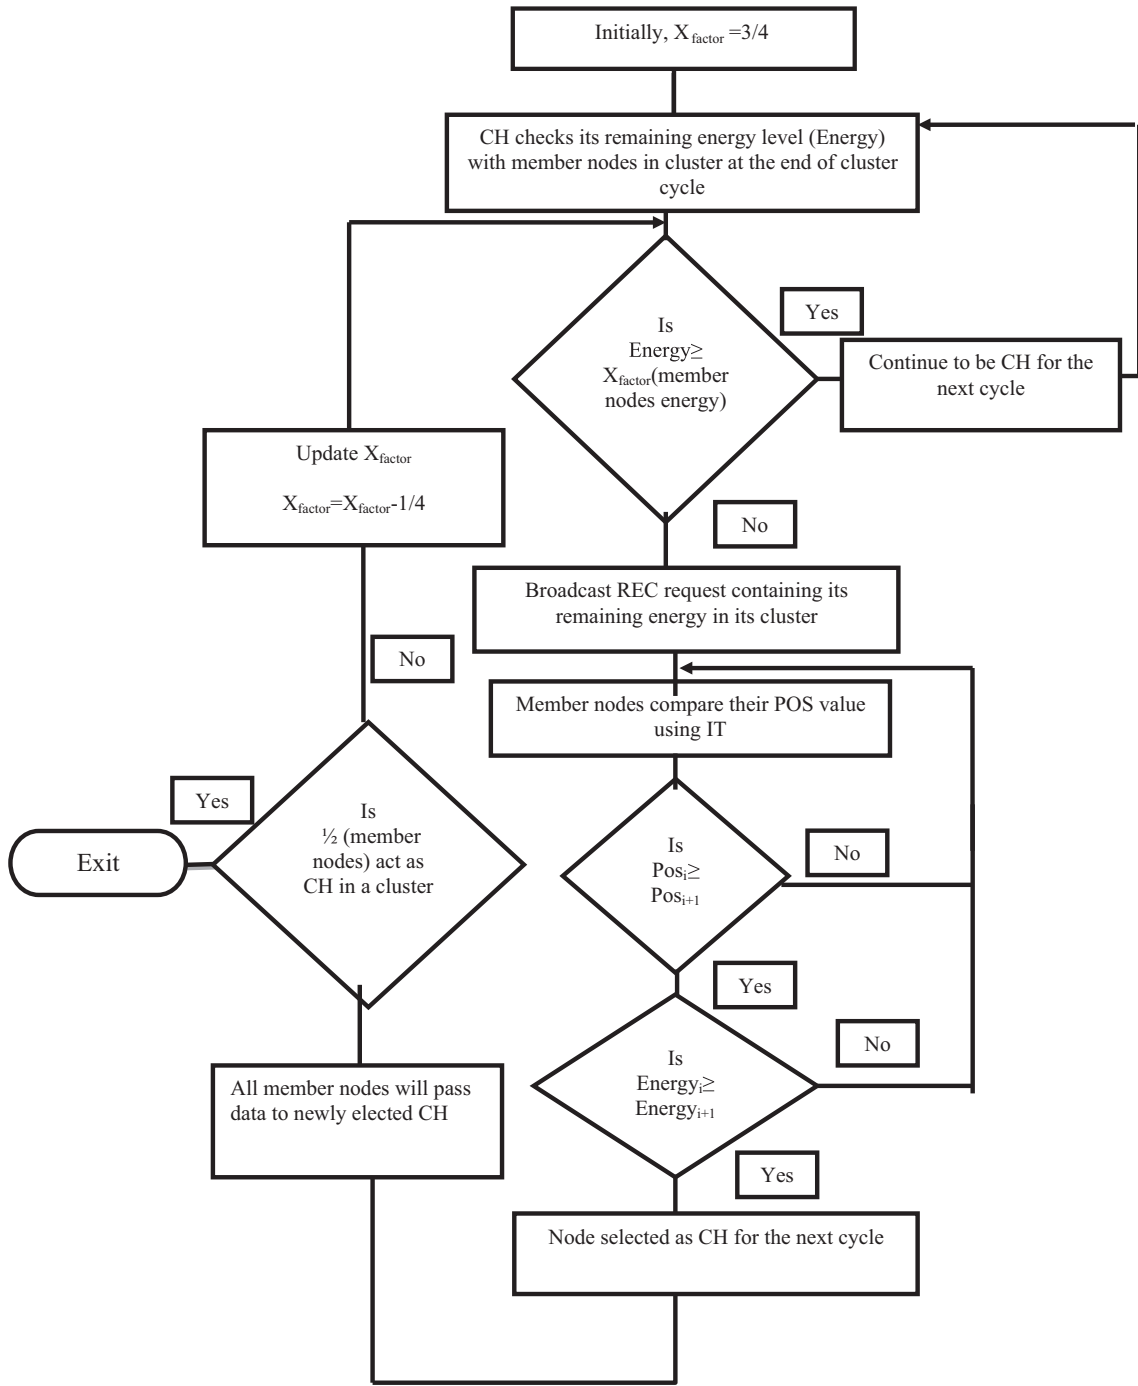 Initially, Xfactor =3/4
CH checks its remaining energy level (Energy)
with member nodes in cluster at the end of cluster
cycle
Is
Energy≥
Xfactor(member
nodes energy)
Yes
Continue to be CH for the
next cycle
Update Xfactor
Xfactor=Xfactor-1/4
No
Broadcast REC request containing its
remaining energy in its cluster
No
Member nodes compare their POS value
using IT
Yes
Is
½ (member
nodes) act as
CH in a cluster
Exit
Is
Posi≥
Posi+1
No
Yes
Is
Energyi≥
Energyi+1
No
All member nodes will pass
data to newly elected CH
Yes
Node selected as CH for the next cycle